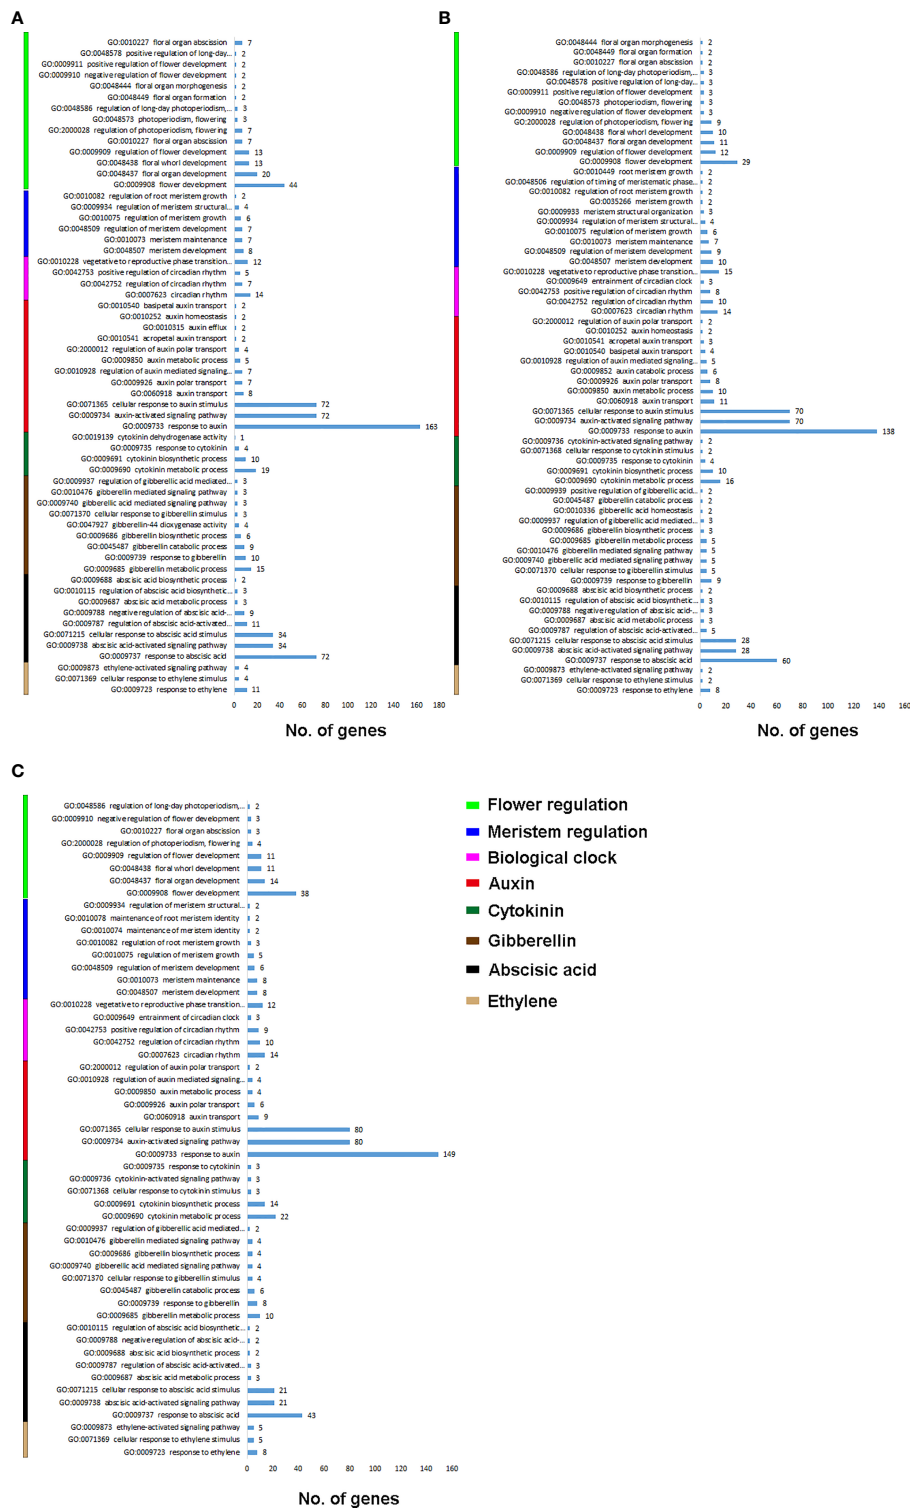 A
GO:0010227 floral organ abscission 7
GO:0048578 positive regulation of long-day... 2
GO:0009911 positive regulation of flower development 2
GO:0009910 negative regulation of flower development 2
GO:0048444 floral organ morphogenesis 2
GO:0048449 floral organ formation 2
GO:0048586 regulation of long-day photoperiodism,... 3
GO:0048573 photoperiodism, flowering 3
GO:2000028 regulation of photoperiodism, flowering 7
GO:0010227 floral organ abscission 7
GO:0009909 regulation of flower development 13
GO:0048438 floral whorl development 13
GO:0048437 floral organ development 20
GO:0009908 flower development 44
GO:0010082 regulation of root meristem growth 2
GO:0009934 regulation of meristem structural... 4
GO:0010075 regulation of meristem growth 6
GO:0048509 regulation of meristem development 7
GO:0010073 meristem maintenance 7
GO:0048507 meristem development 8
GO:0010228 vegetative to reproductive phase transition... 12
GO:0042753 positive regulation of circadian rhythm 5
GO:0042752 regulation of circadian rhythm 7
GO:0007623 circadian rhythm 14
GO:0010540 basipetal auxin transport 2
GO:0010252 auxin homeostasis 2
GO:0010315 auxin efflux 2
GO:0010541 acropetal auxin transport 2
GO:2000012 regulation of auxin polar transport 4
GO:0009850 auxin metabolic process 5
GO:0010928 regulation of auxin mediated signaling... 7
GO:0009926 auxin polar transport 7
GO:0060918 auxin transport 8
GO:0071365 cellular response to auxin stimulus 72
GO:0009734 auxin-activated signaling pathway 72
GO:0009733 response to auxin 163
GO:0019139 cytokinin dehydrogenase activity 1
GO:0009735 response to cytokinin 4
GO:0009691 cytokinin biosynthetic process 10
GO:0009690 cytokinin metabolic process 19
GO:0009937 regulation of gibberellic acid mediated... 3
GO:0010476 gibberellin mediated signaling pathway 3
GO:0009740 gibberellic acid mediated signaling pathway 3
GO:0071370 cellular response to gibberellin stimulus 3
GO:0047927 gibberellin-44 dioxygenase activity 4
GO:0009686 gibberellin biosynthetic process 6
GO:0045487 gibberellin catabolic process 9
GO:0009739 response to gibberellin 10
GO:0009685 gibberellin metabolic process 15
GO:0009688 abscisic acid biosynthetic process 2
GO:0010115 regulation of abscisic acid biosynthetic... 3
GO:0009687 abscisic acid metabolic process 3
GO:0009788 negative regulation of abscisic acid-... 9
GO:0009787 regulation of abscisic acid-activated... 11
GO:0071215 cellular response to abscisic acid stimulus 34
GO:0009738 abscisic acid-activated signaling pathway 34
GO:0009737 response to abscisic acid 72
GO:0009873 ethylene-activated signaling pathway 4
GO:0071369 cellular response to ethylene stimulus 4
GO:0009723 response to ethylene 11
0 20 40 60 80 100 120 140 160 180
No. of genes
B
GO:0048444 floral organ morphogenesis 2
GO:0048449 floral organ formation 2
GO:0010227 floral organ abscission 2
GO:0048586 regulation of long-day photoperiodism,... 3
GO:0048578 positive regulation of long-day... 3
GO:0009911 positive regulation of flower development 3
GO:0048573 photoperiodism, flowering 3
GO:0009910 negative regulation of flower development 3
GO:2000028 regulation of photoperiodism, flowering 9
GO:0048438 floral whorl development 10
GO:0048437 floral organ development 11
GO:0009909 regulation of flower development 12
GO:0009908 flower development 29
GO:0010449 root meristem growth 2
GO:0048506 regulation of timing of meristematic phase... 2
GO:0010082 regulation of root meristem growth 2
GO:0035266 meristem growth 2
GO:0009933 meristem structural organization 3
GO:0009934 regulation of meristem structural... 4
GO:0010075 regulation of meristem growth 6
GO:0010073 meristem maintenance 7
GO:0048509 regulation of meristem development 9
GO:0048507 meristem development 10
GO:0010228 vegetative to reproductive phase transition... 15
GO:0009649 entrainment of circadian clock 3
GO:0042753 positive regulation of circadian rhythm 8
GO:0042752 regulation of circadian rhythm 10
GO:0007623 circadian rhythm 14
GO:2000012 regulation of auxin polar transport 2
GO:0010252 auxin homeostasis 2
GO:0010541 acropetal auxin transport 3
GO:0010540 basipetal auxin transport 4
GO:0010928 regulation of auxin mediated signaling... 5
GO:0009852 auxin catabolic process 6
GO:0009926 auxin polar transport 8
GO:0009850 auxin metabolic process 10
GO:0060918 auxin transport 11
GO:0071365 cellular response to auxin stimulus 70
GO:0009734 auxin-activated signaling pathway 70
GO:0009733 response to auxin 138
GO:0009736 cytokinin-activated signaling pathway 2
GO:0071368 cellular response to cytokinin stimulus 2
GO:0009735 response to cytokinin 4
GO:0009691 cytokinin biosynthetic process 10
GO:0009690 cytokinin metabolic process 16
GO:0009939 positive regulation of gibberellic acid... 2
GO:0045487 gibberellin catabolic process 2
GO:0010336 gibberellic acid homeostasis 2
GO:0009937 regulation of gibberellic acid mediated... 3
GO:0009686 gibberellin biosynthetic process 3
GO:0009685 gibberellin metabolic process 5
GO:0010476 gibberellin mediated signaling pathway 5
GO:0009740 gibberellic acid mediated signaling pathway 5
GO:0071370 cellular response to gibberellin stimulus 5
GO:0009739 response to gibberellin 9
GO:0009688 abscisic acid biosynthetic process 2
GO:0010115 regulation of abscisic acid biosynthetic... 3
GO:0009788 negative regulation of abscisic acid-... 3
GO:0009687 abscisic acid metabolic process 3
GO:0009787 regulation of abscisic acid-activated... 5
GO:0071215 cellular response to abscisic acid stimulus 28
GO:0009738 abscisic acid-activated signaling pathway 28
GO:0009737 response to abscisic acid 60
GO:0009873 ethylene-activated signaling pathway 2
GO:0071369 cellular response to ethylene stimulus 2
GO:0009723 response to ethylene 8
0 20 40 60 80 100 120 140 160
No. of genes
C
GO:0048586 regulation of long-day photoperiodism,... 2
GO:0009910 negative regulation of flower development 3
GO:0010227 floral organ abscission 3
GO:2000028 regulation of photoperiodism, flowering 4
GO:0009909 regulation of flower development 11
GO:0048438 floral whorl development 11
GO:0048437 floral organ development 14
GO:0009908 flower development 38
GO:0009934 regulation of meristem structural... 2
GO:0010078 maintenance of root meristem identity 2
GO:0010074 maintenance of meristem identity 2
GO:0010082 regulation of root meristem growth 3
GO:0010075 regulation of meristem growth 5
GO:0048509 regulation of meristem development 6
GO:0010073 meristem maintenance 8
GO:0048507 meristem development 8
GO:0010228 vegetative to reproductive phase transition... 12
GO:0009649 entrainment of circadian clock 3
GO:0042753 positive regulation of circadian rhythm 9
GO:0042752 regulation of circadian rhythm 10
GO:0007623 circadian rhythm 14
GO:2000012 regulation of auxin polar transport 2
GO:0010928 regulation of auxin mediated signaling... 4
GO:0009850 auxin metabolic process 4
GO:0009926 auxin polar transport 6
GO:0060918 auxin transport 9
GO:0071365 cellular response to auxin stimulus 80
GO:0009734 auxin-activated signaling pathway 80
GO:0009733 response to auxin 149
GO:0009735 response to cytokinin 3
GO:0009736 cytokinin-activated signaling pathway 3
GO:0071368 cellular response to cytokinin stimulus 3
GO:0009691 cytokinin biosynthetic process 14
GO:0009690 cytokinin metabolic process 22
GO:0009937 regulation of gibberellic acid mediated... 2
GO:0010476 gibberellin mediated signaling pathway 4
GO:0009686 gibberellin biosynthetic process 4
GO:0009740 gibberellic acid mediated signaling pathway 4
GO:0071370 cellular response to gibberellin stimulus 4
GO:0045487 gibberellin catabolic process 6
GO:0009739 response to gibberellin 8
GO:0009685 gibberellin metabolic process 10
GO:0010115 regulation of abscisic acid biosynthetic... 2
GO:0009788 negative regulation of abscisic acid-... 2
GO:0009688 abscisic acid biosynthetic process 2
GO:0009787 regulation of abscisic acid-activated... 3
GO:0009687 abscisic acid metabolic process 3
GO:0071215 cellular response to abscisic acid stimulus 21
GO:0009738 abscisic acid-activated signaling pathway 21
GO:0009737 response to abscisic acid 43
GO:0009873 ethylene-activated signaling pathway 5
GO:0071369 cellular response to ethylene stimulus 5
GO:0009723 response to ethylene 8
0 20 40 60 80 100 120 140 160
No. of genes
Flower regulation
Meristem regulation
Biological clock
Auxin
Cytokinin
Gibberellin
Abscisic acid
Ethylene